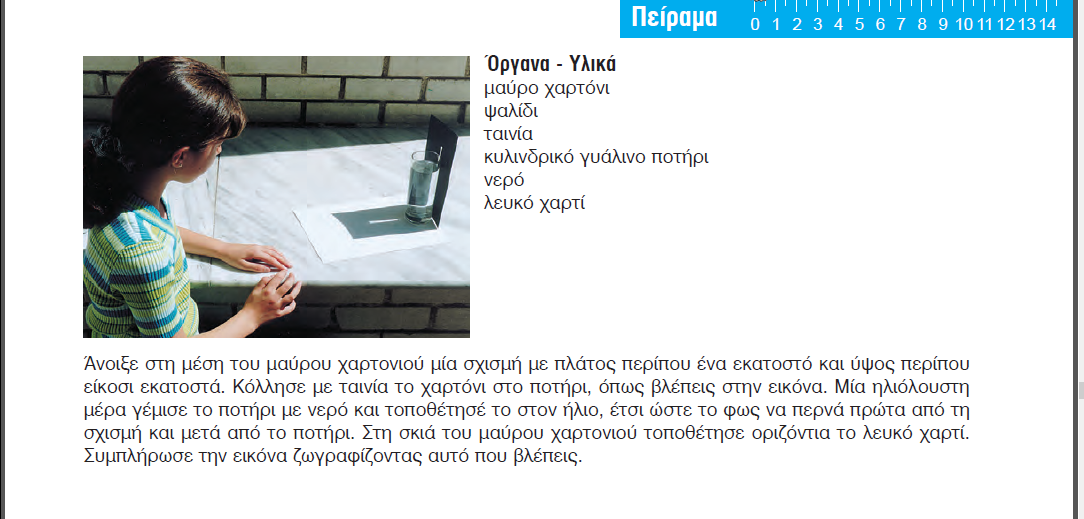 Πείραμα
0 1 2 3 4 5 6 7 8 9 10 11 12 13 14
Όργανα - Υλικά
μαύρο χαρτόνι
ψαλίδι
ταινία
κυλινδρικό γυάλινο ποτήρι
νερό
λευκό χαρτί
Άνοιξε στη μέση του μαύρου χαρτονιού μία σχισμή με πλάτος περίπου ένα εκατοστό και ύψος περίπου
είκοσι εκατοστά. Κόλλησε με ταινία το χαρτόνι στο ποτήρι, όπως βλέπεις στην εικόνα. Μία ηλιόλουστη
μέρα γέμισε το ποτήρι με νερό και τοποθέτησέ το στον ήλιο, έτσι ώστε το φως να περνά πρώτα από τη
σχισμή και μετά από το ποτήρι. Στη σκιά του μαύρου χαρτονιού τοποθέτησε οριζόντια το λευκό χαρτί.
Συμπλήρωσε την εικόνα ζωγραφίζοντας αυτό που βλέπεις.